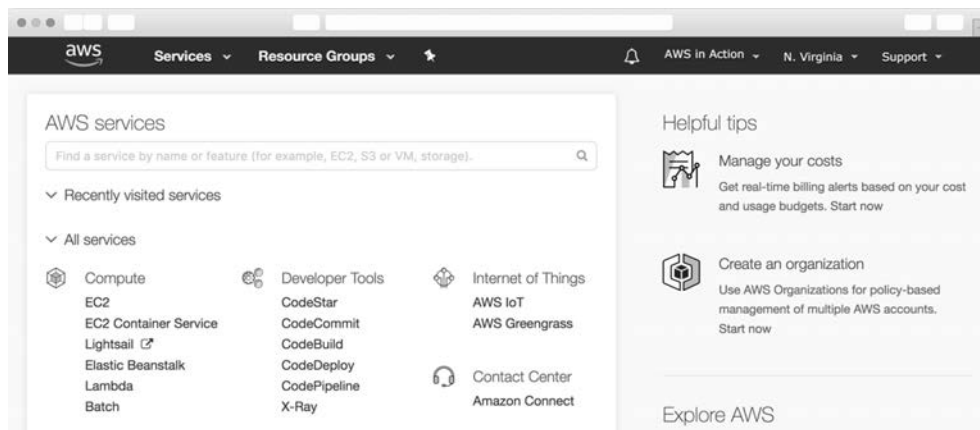 aws Services Resource Groups AWS in Action N. Virginia Support
AWS services
Find a service by name or feature (for example, EC2, S3 or VM, storage).
Recently visited services
All services
Compute
EC2
EC2 Container Service
Lightsail
Elastic Beanstalk
Lambda
Batch
Developer Tools
CodeStar
CodeCommit
CodeBuild
CodeDeploy
CodePipeline
X-Ray
Internet of Things
AWS IoT
AWS Greengrass
Contact Center
Amazon Connect
Helpful tips
Manage your costs
Get real-time billing alerts based on your cost
and usage budgets. Start now
Create an organization
Use AWS Organizations for policy-based
management of multiple AWS accounts.
Start now
Explore AWS